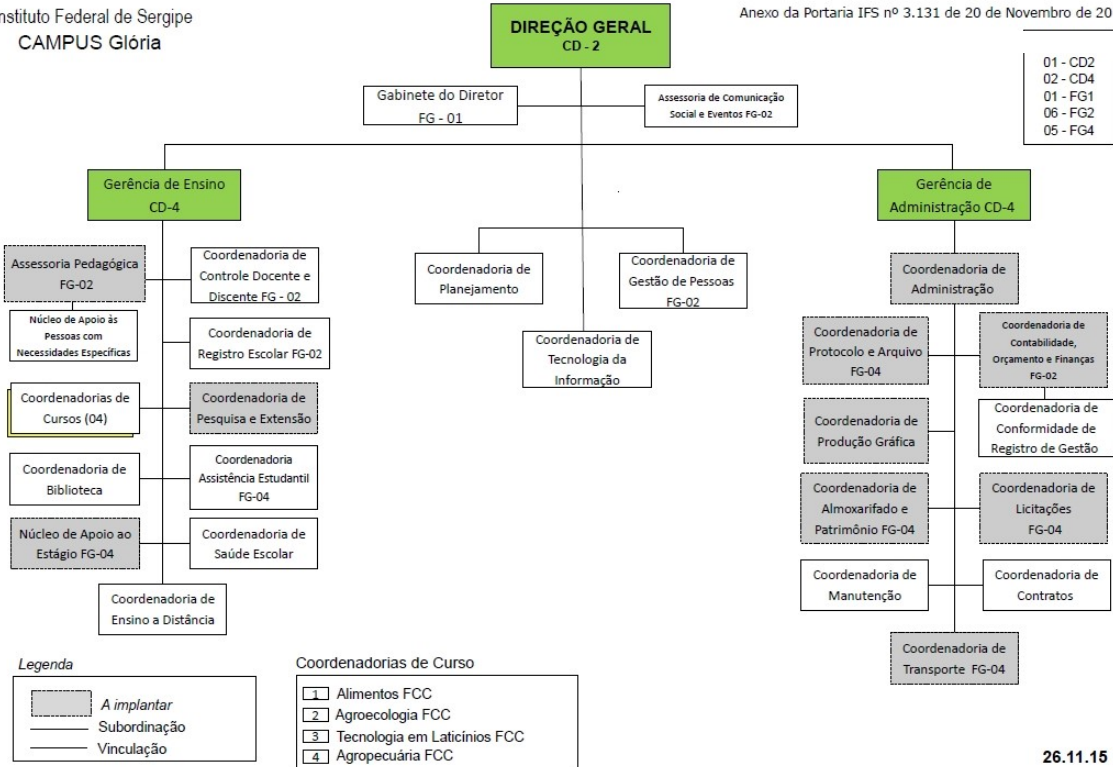 nstituto Federal de Sergipe
CAMPUS Glória
Anexo da Portaria IFS nº 3.131 de 20 de Novembro de 20
DIREÇÃO GERAL
CD - 2
01 - CD2
02 - CD4
01 - FG1
06 - FG2
05 - FG4
Gabinete do Diretor
FG - 01
Assessoria de Comunicação
Social e Eventos FG-02
Gerência de Ensino
CD-4
Gerência de
Administração CD-4
Assessoria Pedagógica
FG-02
Coordenadoria de
Controle Docente e
Discente FG - 02
Núcleo de Apoio às
Pessoas com
Necessidades Específicas
Coordenadoria de
Registro Escolar FG-02
Coordenadorias de
Cursos (04)
Coordenadoria de
Pesquisa e Extensão
Coordenadoria de
Biblioteca
Coordenadoria
Assistência Estudantil
FG-04
Núcleo de Apoio ao
Estágio FG-04
Coordenadoria de
Saúde Escolar
Coordenadoria de
Ensino a Distância
Coordenadoria de
Planejamento
Coordenadoria de
Gestão de Pessoas
FG-02
Coordenadoria de
Tecnologia da
Informação
Coordenadoria de
Administração
Coordenadoria de
Protocolo e Arquivo
FG-04
Coordenadoria de
Contabilidade,
Orçamento e Finanças
FG-02
Coordenadoria de
Produção Gráfica
Coordenadoria de
Conformidade de
Registro de Gestão
Coordenadoria de
Almoxarifado e
Patrimônio FG-04
Coordenadoria de
Licitações
FG-04
Coordenadoria de
Manutenção
Coordenadoria de
Contratos
Coordenadoria de
Transporte FG-04
Legenda
A implantar
Subordinação
Vinculação
Coordenadorias de Curso
1 Alimentos FCC
2 Agroecologia FCC
3 Tecnologia em Laticínios FCC
4 Agropecuária FCC
26.11.15